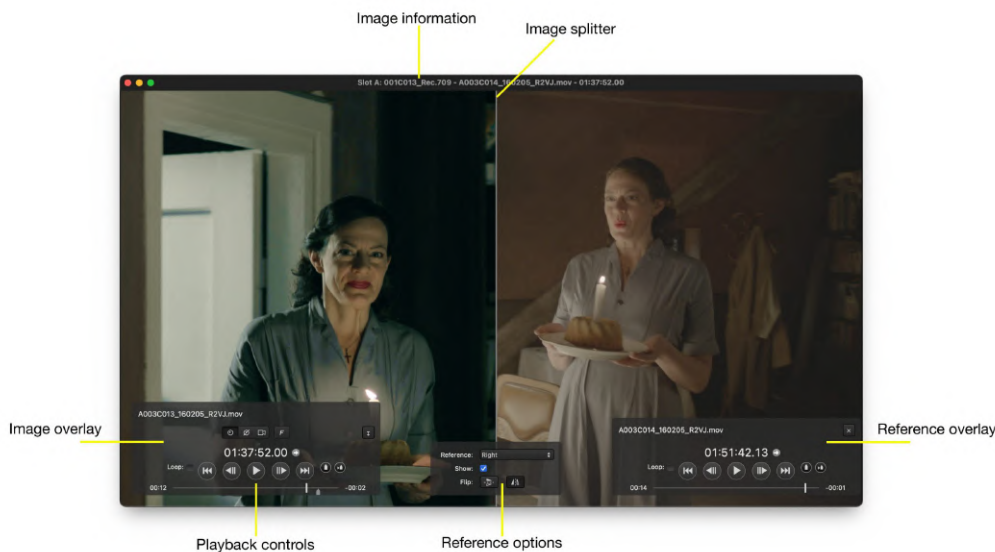 Image information
Image splitter
Slot A: 001C013_Rec.709 - A003C014_160205_R2VJ.mov - 01:37:52.00
A003C013_160205_R2VJ.mov
Image overlay
01:37:52.00
Loop:
00:12
-00:02
Reference: Right
Show:
Flip:
A003C014_160205_R2VJ.mov
Reference overlay
01:51:42.13
Loop:
00:14
-00:01
Playback controls
Reference options